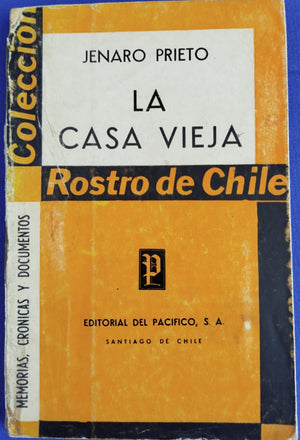 JENARO PRIETO
LA
CASA VIEJA
Colección
Rostro de Chile
MEMORIAS, CRONICAS Y DOCUMENTOS
P
EDITORIAL DEL PACIFICO, S. A.
SANTIAGO DE CHILE